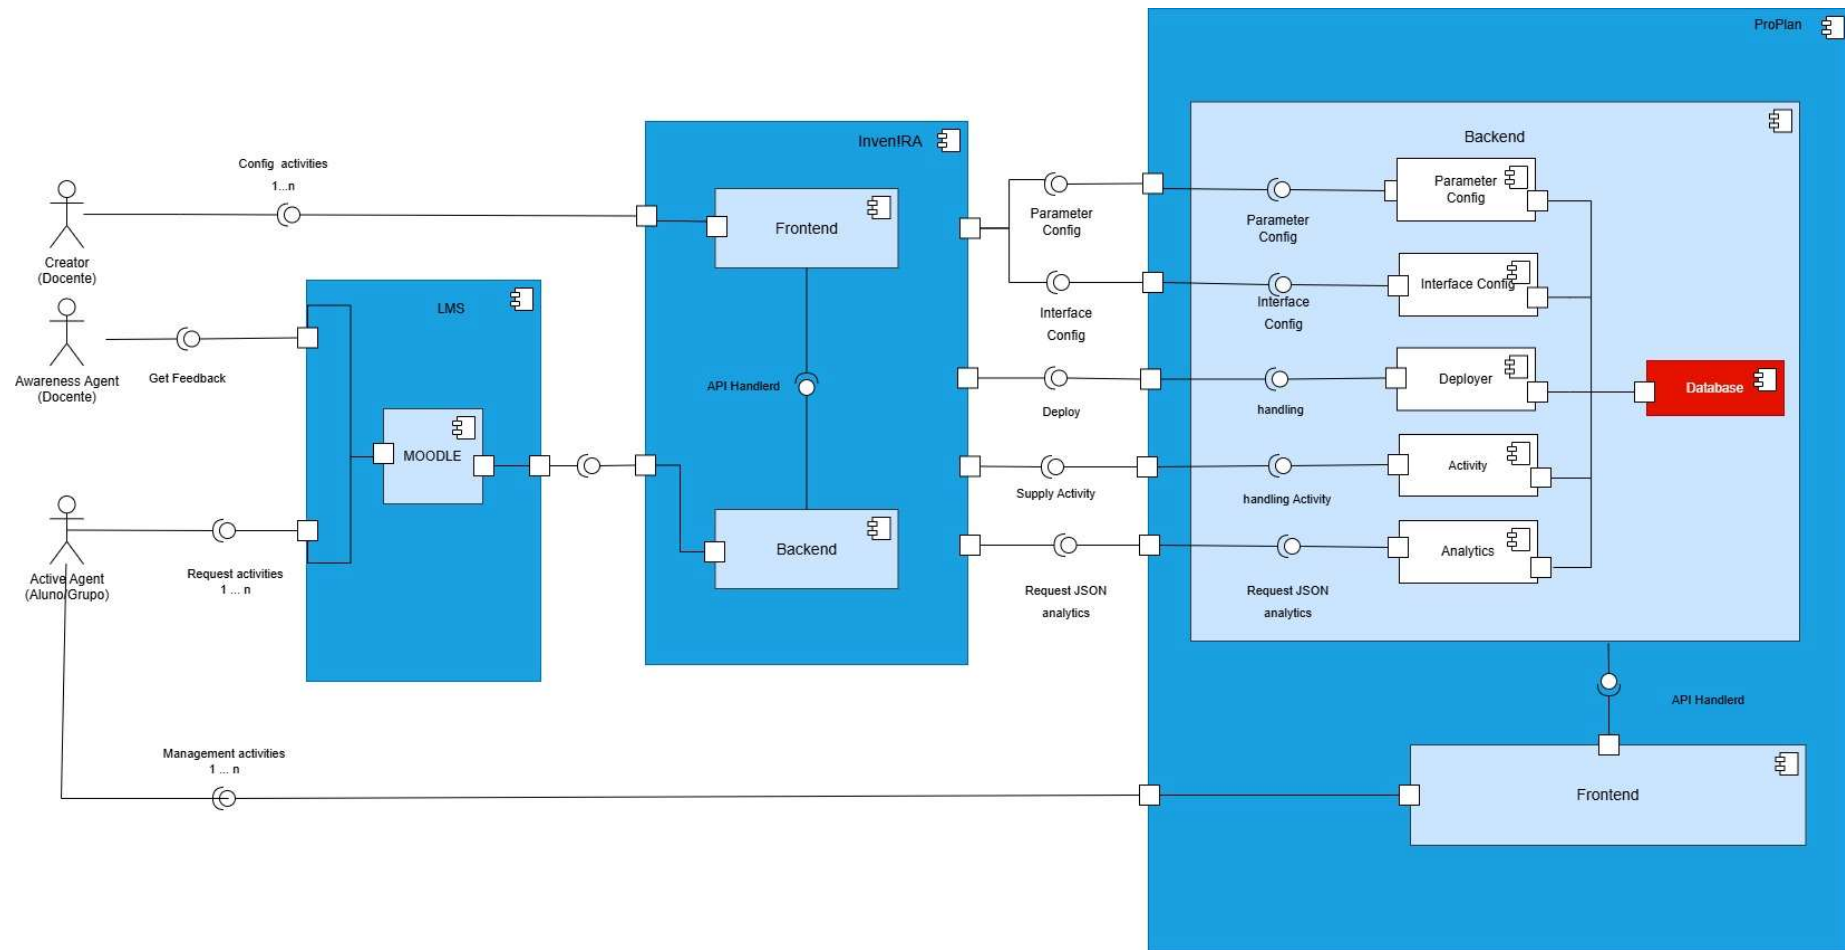 ProPlan
Backend
Inven!RA
Config  activities
1...n
Parameter
Config
Parameter
Config
Parameter
Config
Frontend
Creator
(Docente)
LMS
Interface Config
Interface
Config
Interface
Config
Awareness Agent
(Docente)
Get Feedback
API Handlerd
Deploy
handling
Deployer
Database
MOODLE
Supply Activity
handling Activity
Activity
Backend
Analytics
Active Agent
(Aluno/Grupo)
Request activities
1 ... n
Request JSON
analytics
Request JSON
analytics
API Handlerd
Management activities
1 ... n
Frontend